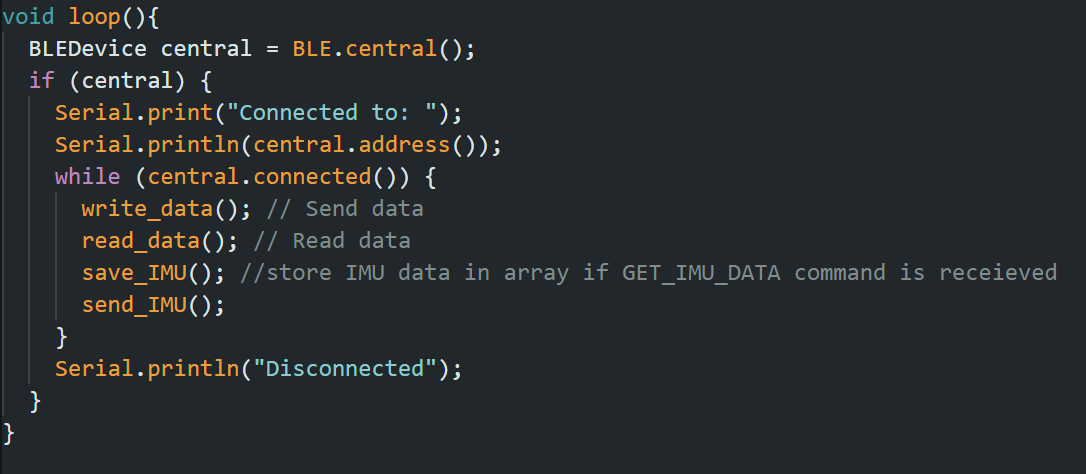 void loop(){
  BLEDevice central = BLE.central();
  if (central) {
    Serial.print("Connected to: ");
    Serial.println(central.address());
    while (central.connected()) {
      write_data(); // Send data
      read_data(); // Read data
      save_IMU(); //store IMU data in array if GET_IMU_DATA command is receieved
      send_IMU();
    }
    Serial.println("Disconnected");
  }
}